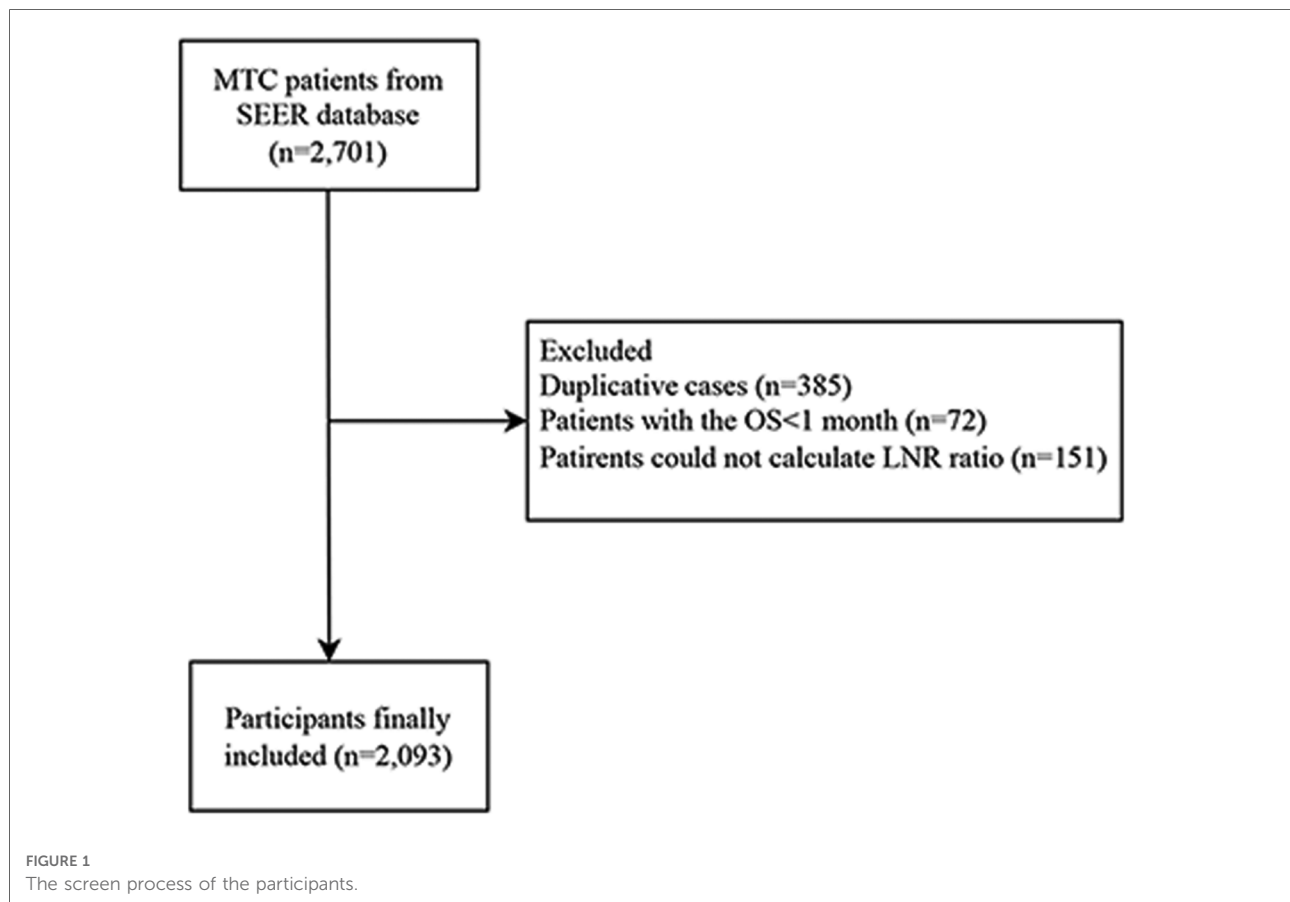 MTC patients from
SEER database
(n=2,701)
Excluded
Duplicative cases (n=385)
Patients with the OS<1 month (n=72)
Patirents could not calculate LNR ratio (n=151)
Participants finally
included (n=2,093)
FIGURE 1
The screen process of the participants.